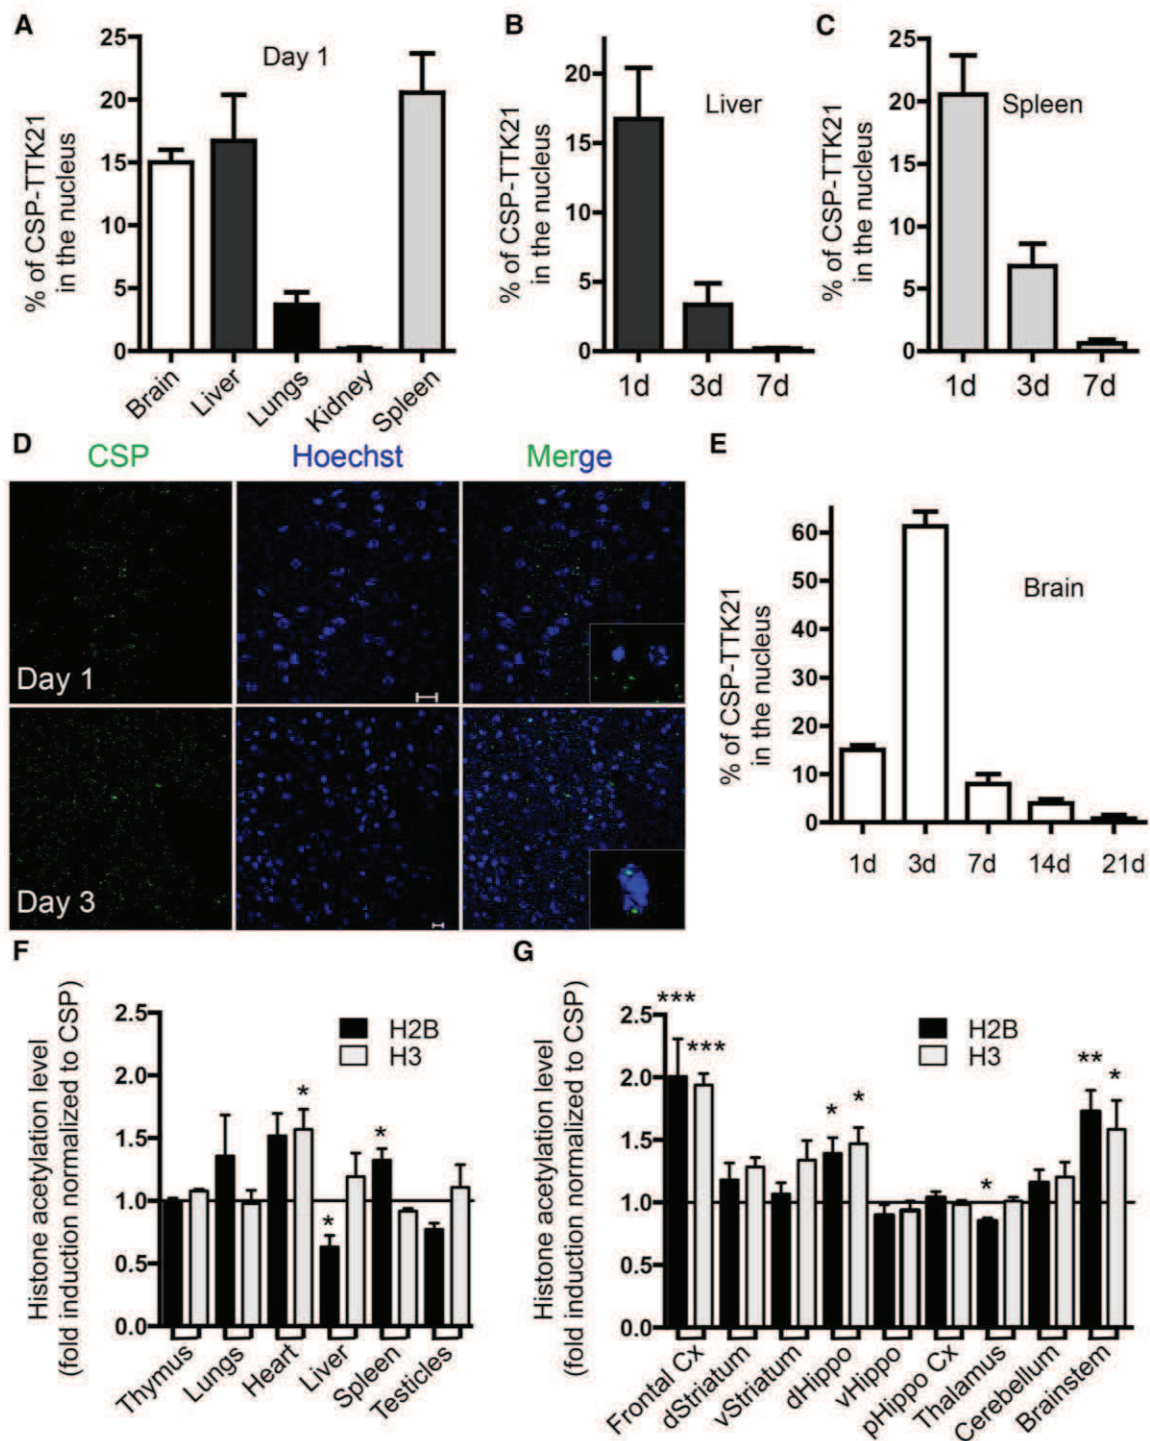 A
Day 1
% of CSP-TTK21
in the nucleus
25
20
15
10
5
0
Brain
Liver
Lungs
Kidney
Spleen
B
Liver
% of CSP-TTK21
in the nucleus
20
15
10
5
0
1d 3d 7d
C
Spleen
% of CSP-TTK21
in the nucleus
25
20
15
10
5
0
1d 3d 7d
D
CSP Hoechst Merge
Day 1
Day 3
E
Brain
% of CSP-TTK21
in the nucleus
60
50
40
30
20
10
0
1d 3d 7d 14d 21d
F
Histone acetylation level
(fold induction normalized to CSP)
2.5
2.0
1.5
1.0
0.5
0.0
H2B
H3
*
*
*
Thymus
Lungs
Heart
Liver
Spleen
Testicles
G
Histone acetylation level
(fold induction normalized to CSP)
2.5
2.0
1.5
1.0
0.5
0.0
H2B
H3
***
***
*
*
*
**
*
Frontal Cx
dStriatum
vStriatum
dHippo
vHippo
pHippo Cx
Thalamus
Cerebellum
Brainstem